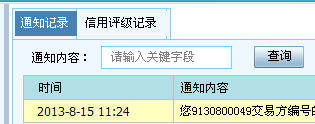 通知记录 信用评级记录
通知内容： 请输入关键字段 查询
时间 通知内容
2013-8-15 11:24 您9130800049交易方编号的